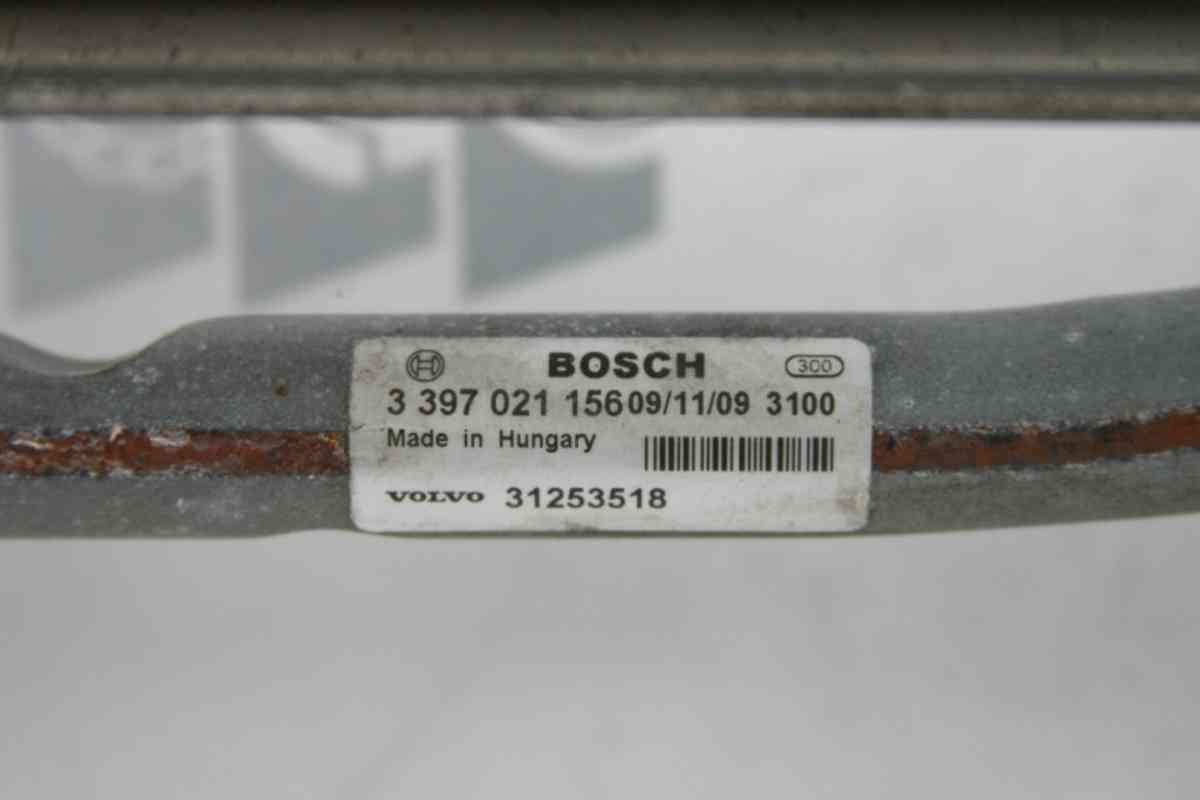 BOSCH 300
3 397 021 156 09/11/09 3100
Made in Hungary
VOLVO 31253518